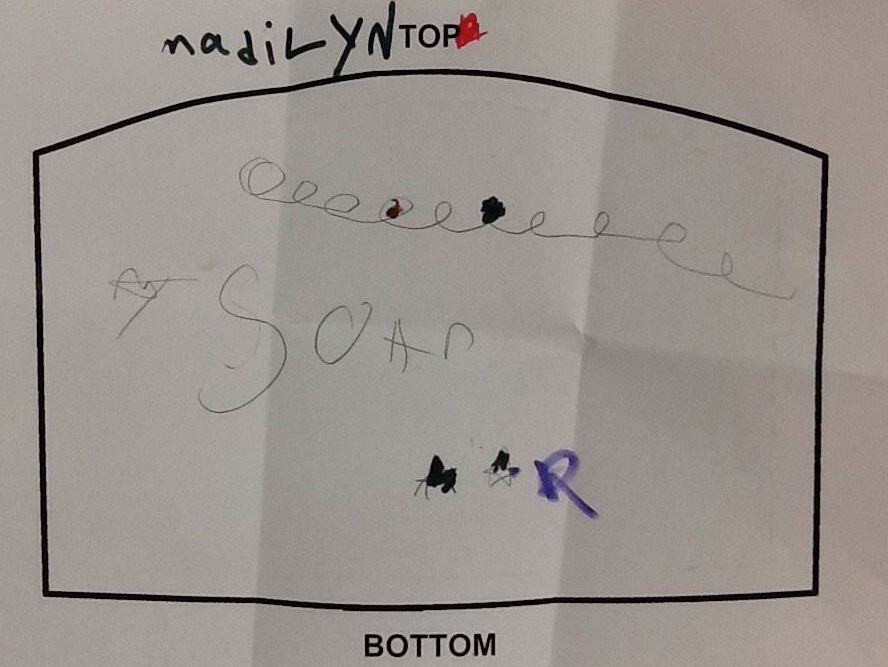 nadiLYN TOP
SOAP
R
BOTTOM